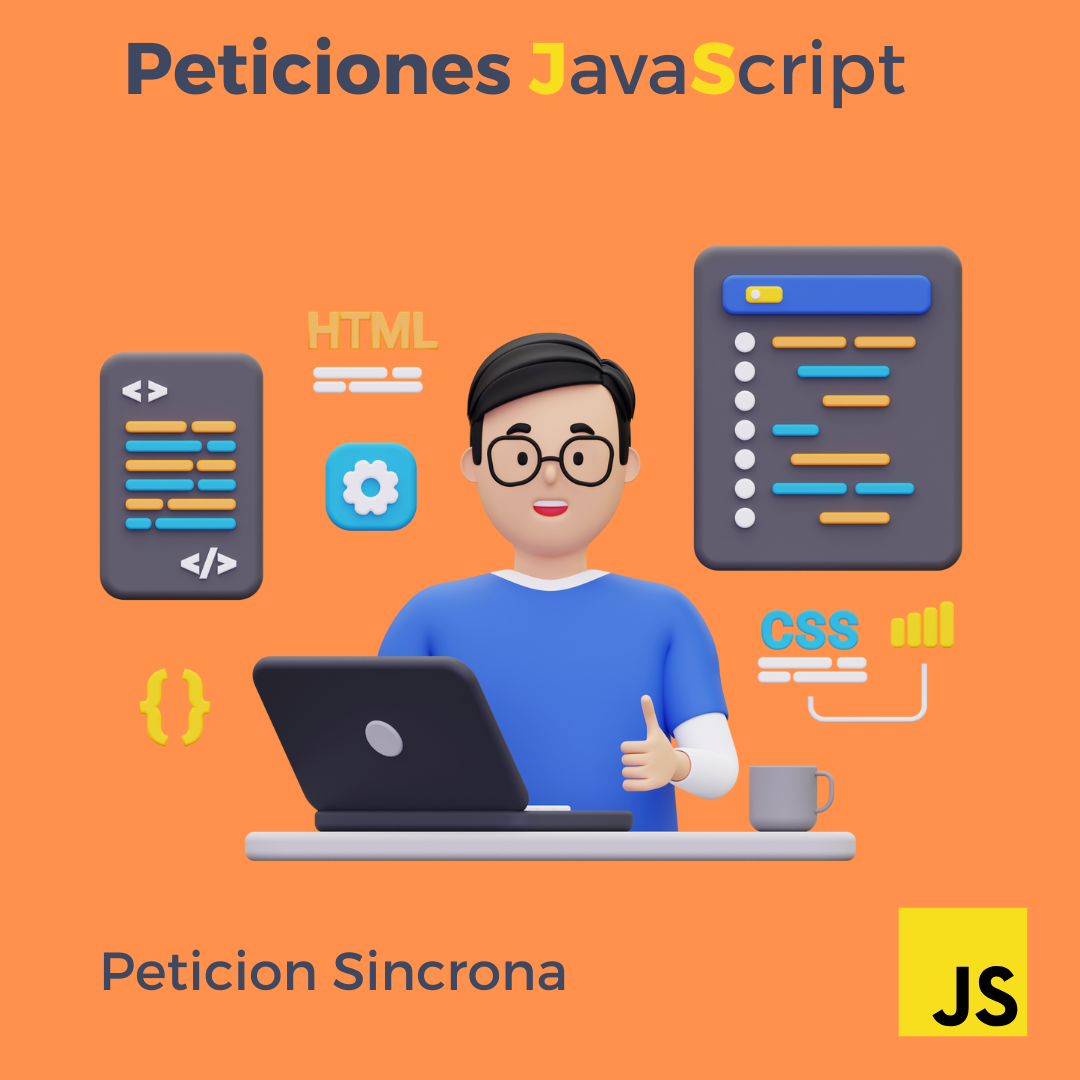 Peticiones JavaScript
HTML
<>
</>
CSS
{}
Peticion Sincrona
JS